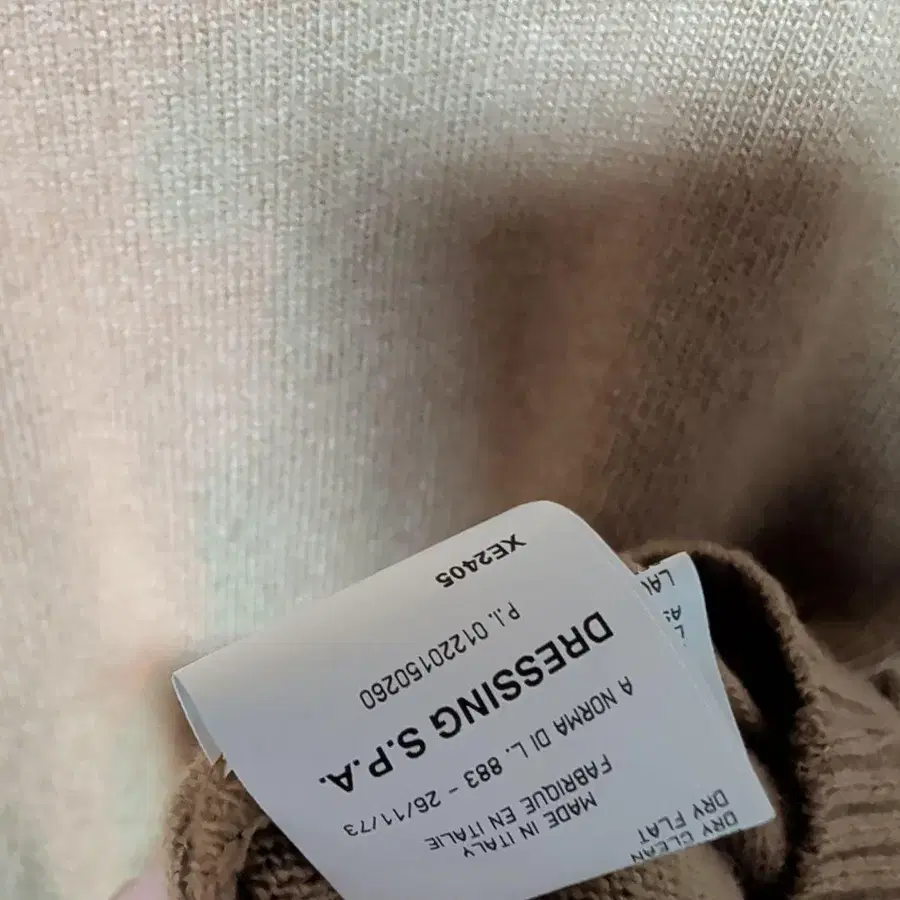 DRY CLEAN
DRY FLAT
MADE IN ITALY
FABRIQUE EN ITALIE
A NORMA DI L. 883 - 26/11/73
DRESSING S.P.A.
P.I. 01220150260
XE2405